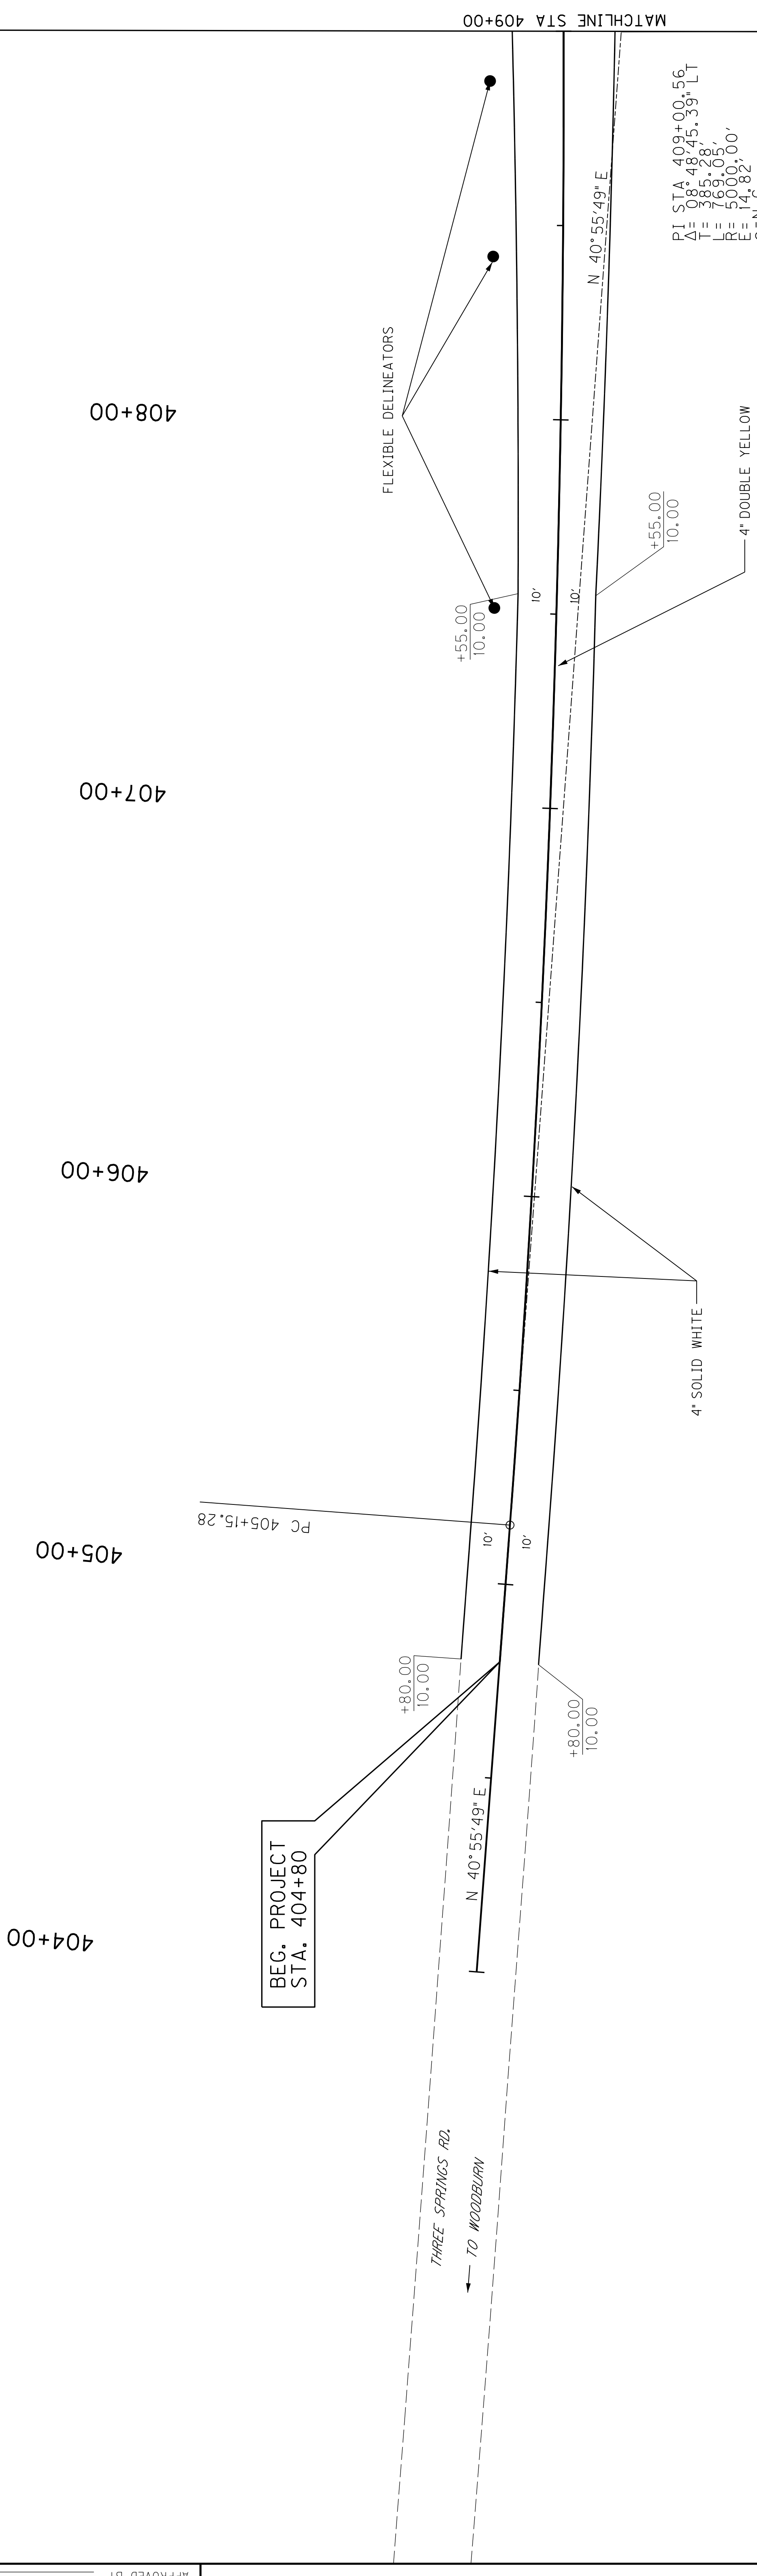 MATCHLINE STA 409+00
PI STA 409+00.56
Δ= 08°48'45.39" LT
T= 385.28'
L= 769.05'
R= 5000.00'
E= 14.82'
N 40°55'49" E
FLEXIBLE DELINEATORS
408+00
4" DOUBLE YELLOW
+55.00
10.00
10'
10'
+55.00
10.00
407+00
406+00
4" SOLID WHITE
PC 405+15.28
405+00
10'
10'
+80.00
10.00
+80.00
10.00
BEG. PROJECT
STA. 404+80
N 40°55'49" E
404+00
THREE SPRINGS RD.
TO WOODBURN
APPROVED BY